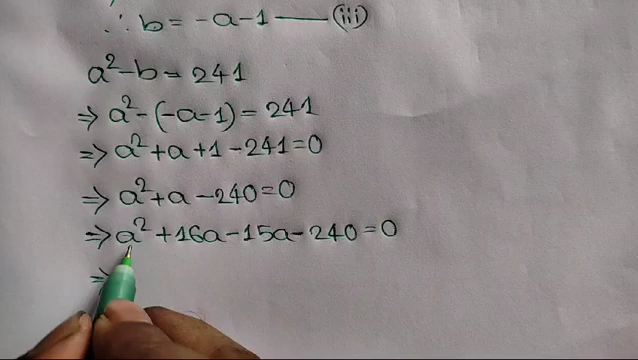 ∴ b = -a-1 —— (iii)
a² - b = 241
⇒ a² - (-a-1) = 241
⇒ a² + a + 1 - 241 = 0
⇒ a² + a - 240 = 0
⇒ a² + 16a - 15a - 240 = 0
⇒